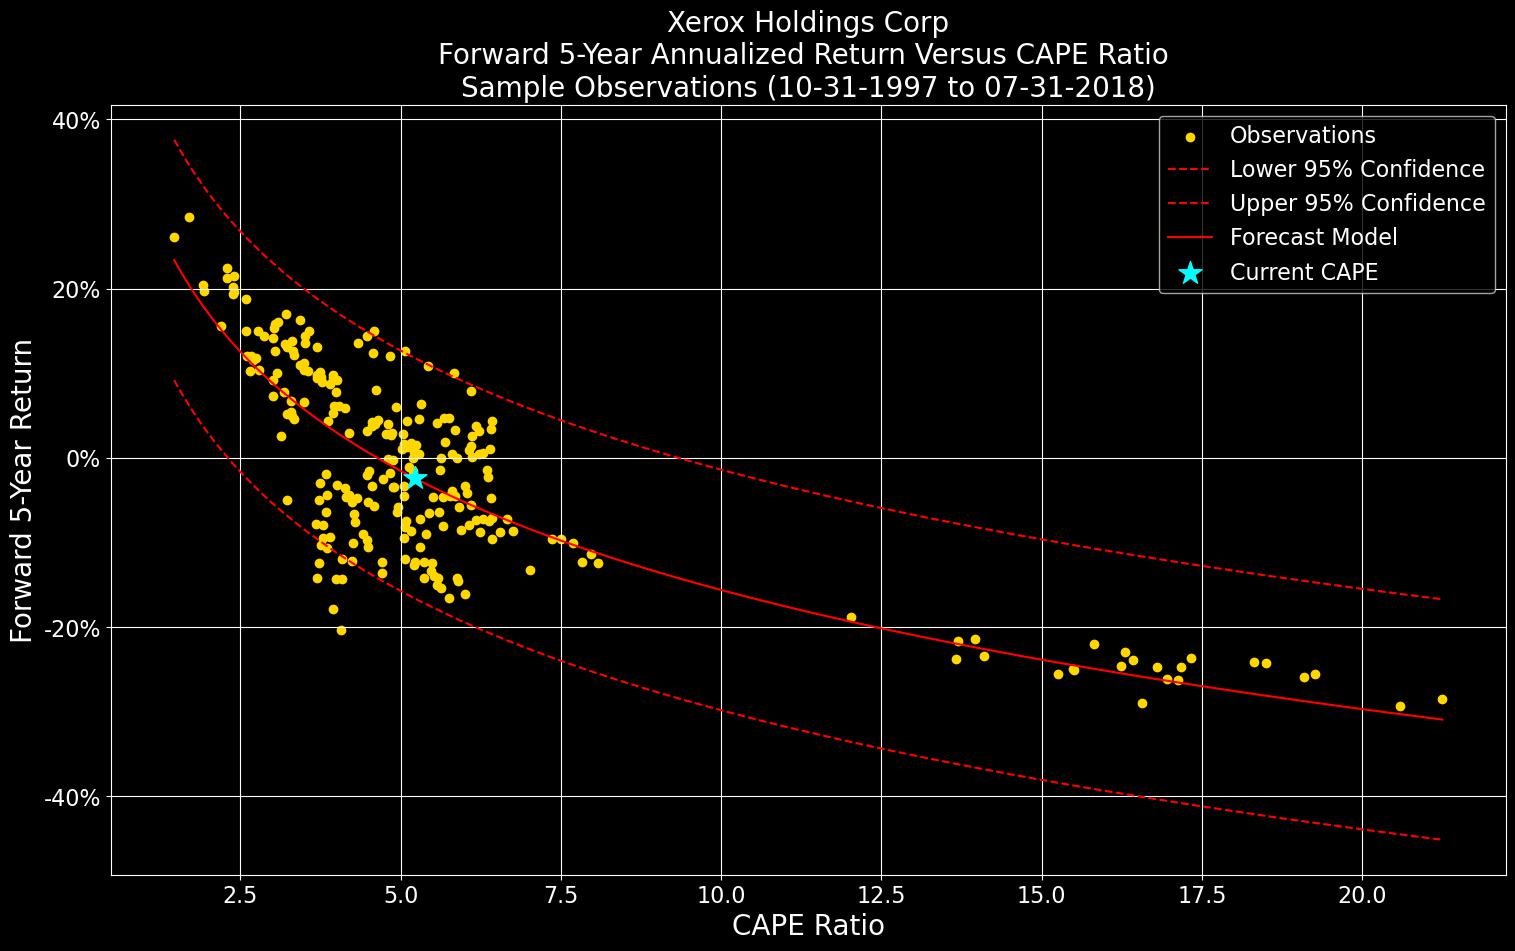 Xerox Holdings Corp
Forward 5-Year Annualized Return Versus CAPE Ratio
Sample Observations (10-31-1997 to 07-31-2018)
40%
20%
0%
-20%
-40%
Forward 5-Year Return
Observations
Lower 95% Confidence
Upper 95% Confidence
Forecast Model
Current CAPE
2.5 5.0 7.5 10.0 12.5 15.0 17.5 20.0
CAPE Ratio